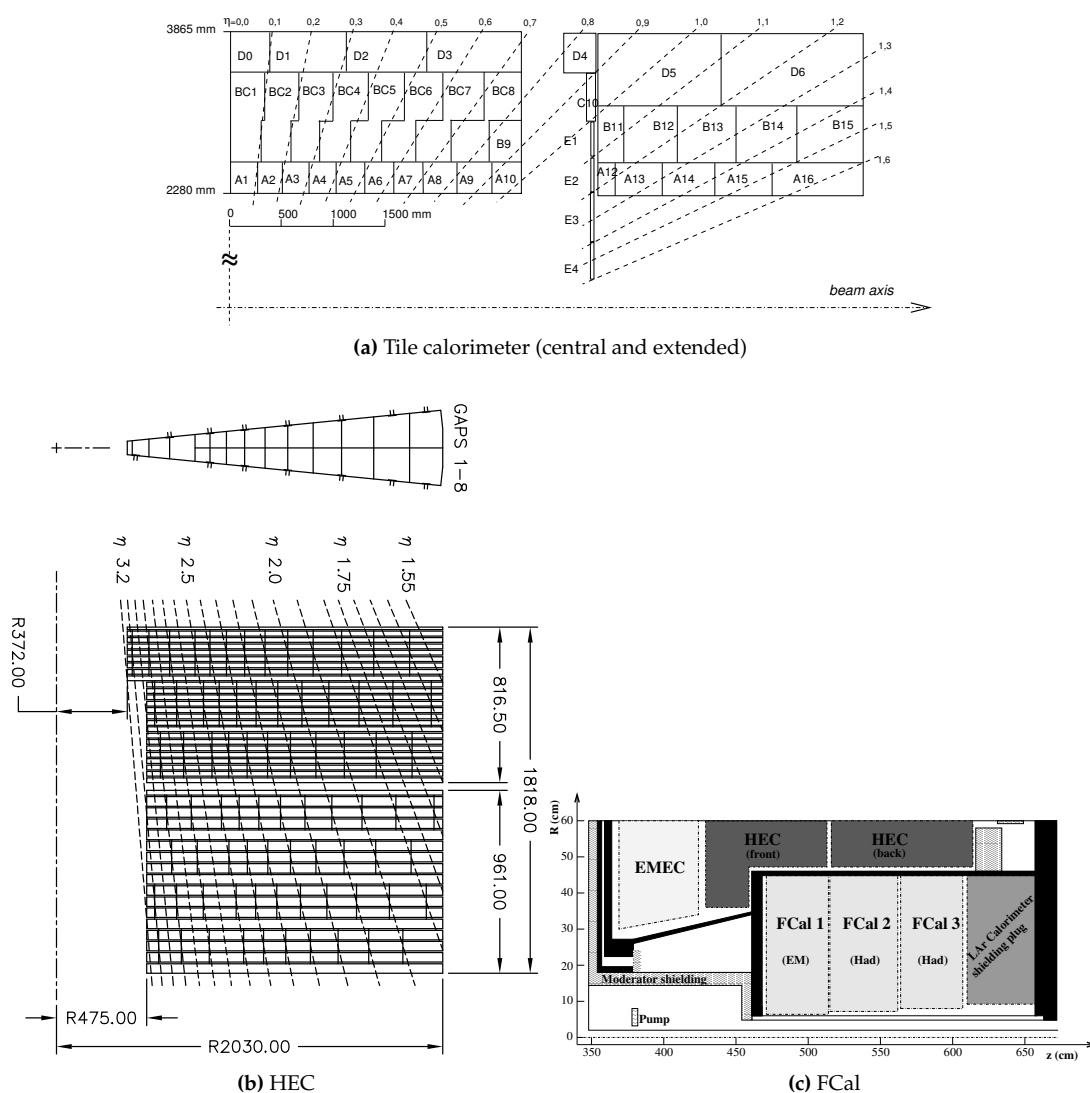 3865 mm η=0,0 0,1 0,2 0,3 0,4 0,5 0,6 0,7 0,8 0,9 1,0 1,1 1,2
D0 D1 D2 D3 D4 D5 D6 1,3
BC1 BC2 BC3 BC4 BC5 BC6 BC7 BC8 C10 1,4
B9 E1 B11 B12 B13 B14 B15 1,5
A1 A2 A3 A4 A5 A6 A7 A8 A9 A10 E2 A12 A13 A14 A15 A16 1,6
2280 mm
0 500 1000 1500 mm
E3
E4
beam axis
(a) Tile calorimeter (central and extended)
GAPS 1–8
η 3.2 η 2.5 η 2.0 η 1.75 η 1.55
R372.00
816.50
1818.00
961.00
R475.00
R2030.00
(b) HEC
R (cm)
60
50
40
30
20
10
0
HEC
(front)
HEC
(back)
EMEC
FCal 1
(EM)
FCal 2
(Had)
FCal 3
(Had)
LAr Calorimeter
shielding plug
Moderator shielding
Pump
350 400 450 500 550 600 650 z (cm)
(c) FCal